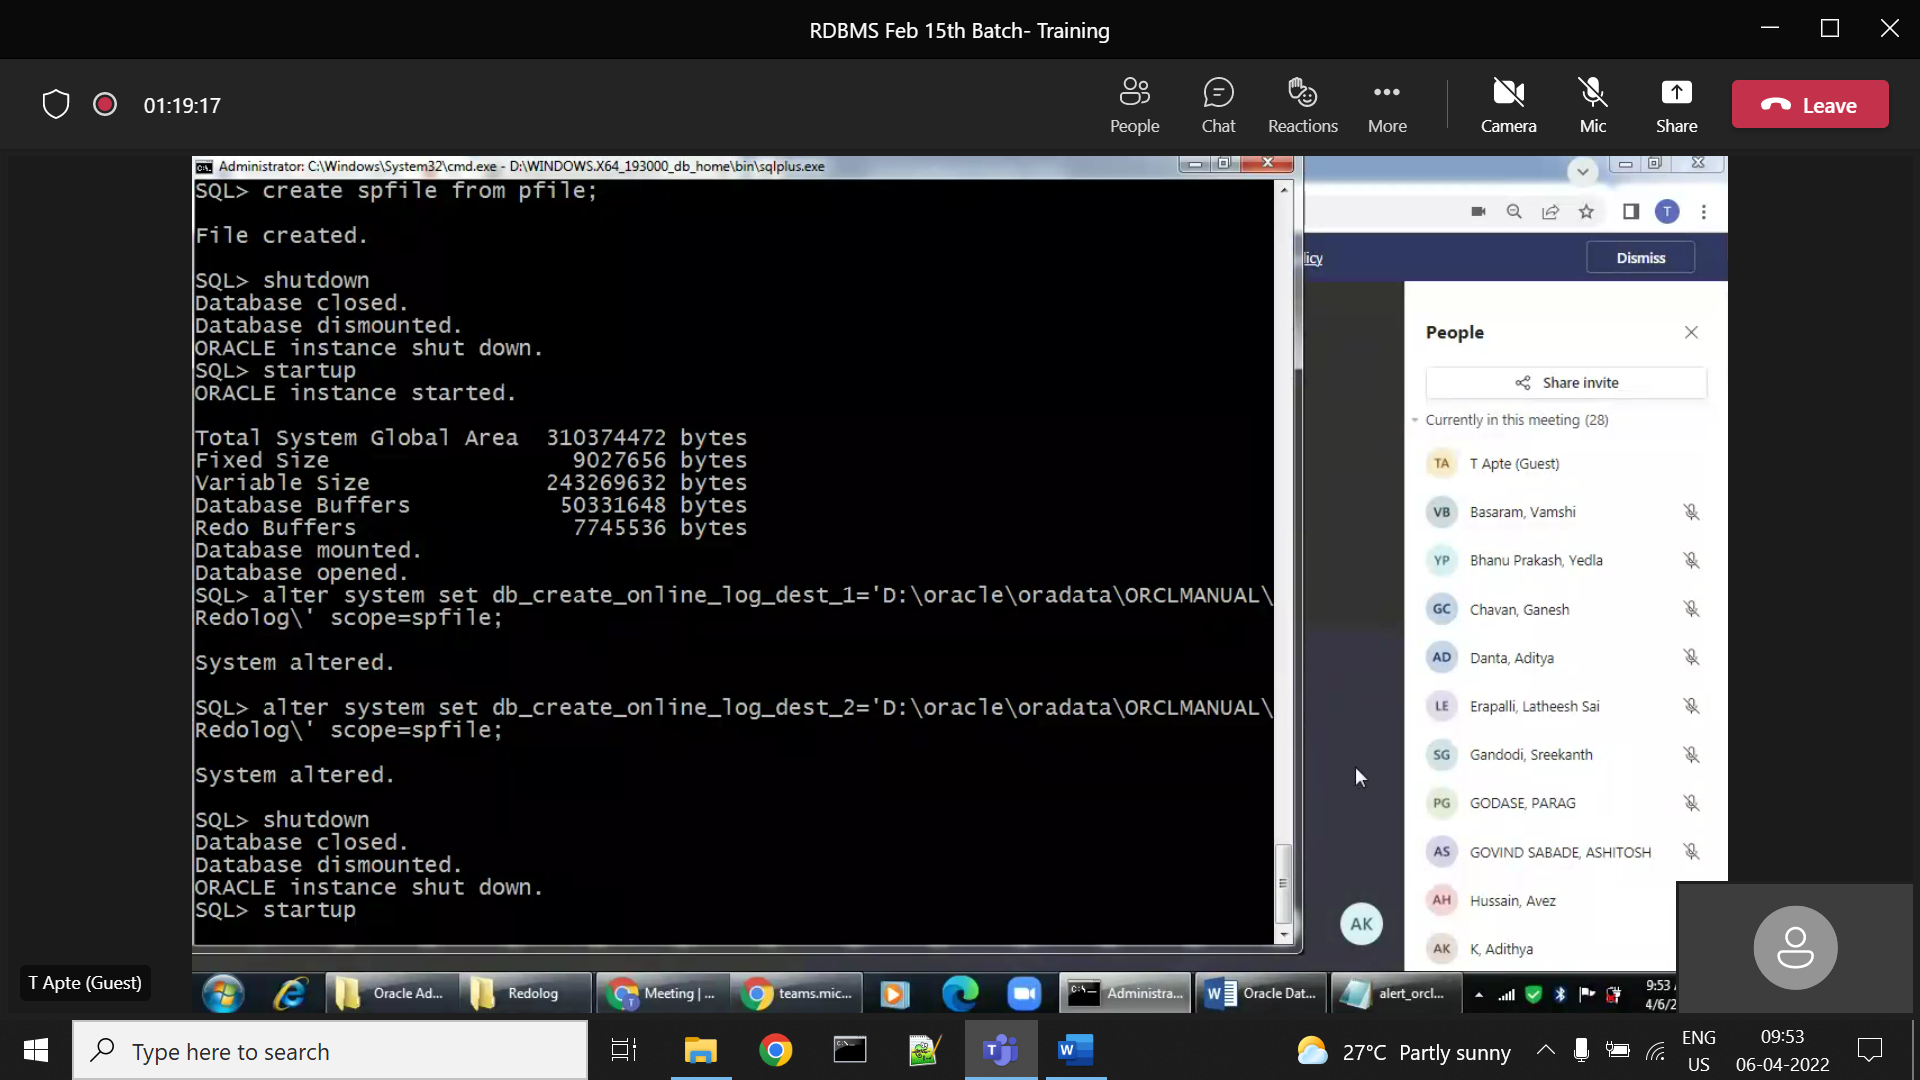 RDBMS Feb 15th Batch- Training
01:19:17
People
Chat
Reactions
More
Camera
Mic
Share
Leave
Administrator: C:\Windows\System32\cmd.exe - D:\WINDOWS.X64_193000_db_home\bin\sqlplus.exe
SQL> create spfile from pfile;
File created.
SQL> shutdown
Database closed.
Database dismounted.
ORACLE instance shut down.
SQL> startup
ORACLE instance started.
Total System Global Area 310374472 bytes
Fixed Size 9027656 bytes
Variable Size 243269632 bytes
Database Buffers 50331648 bytes
Redo Buffers 7745536 bytes
Database mounted.
Database opened.
SQL> alter system set db_create_online_log_dest_1='D:\oracle\oradata\ORCLMANUAL\
Redolog\' scope=spfile;
System altered.
SQL> alter system set db_create_online_log_dest_2='D:\oracle\oradata\ORCLMANUAL\
Redolog\' scope=spfile;
System altered.
SQL> shutdown
Database closed.
Database dismounted.
ORACLE instance shut down.
SQL> startup
T
icy
Dismiss
People
Share invite
Currently in this meeting (28)
TA T Apte (Guest)
VB Basaram, Vamshi
YP Bhanu Prakash, Yedla
GC Chavan, Ganesh
AD Danta, Aditya
LE Erapalli, Latheesh Sai
SG Gandodi, Sreekanth
PG GODASE, PARAG
AS GOVIND SABADE, ASHITOSH
AH Hussain, Avez
AK K, Adithya
AK
T Apte (Guest)
Oracle Ad...
Redolog
Meeting | ...
teams.mic...
Administra...
Oracle Dat...
alert_orcl...
9:53
4/6/2
Type here to search
27°C Partly sunny
ENG
US
09:53
06-04-2022